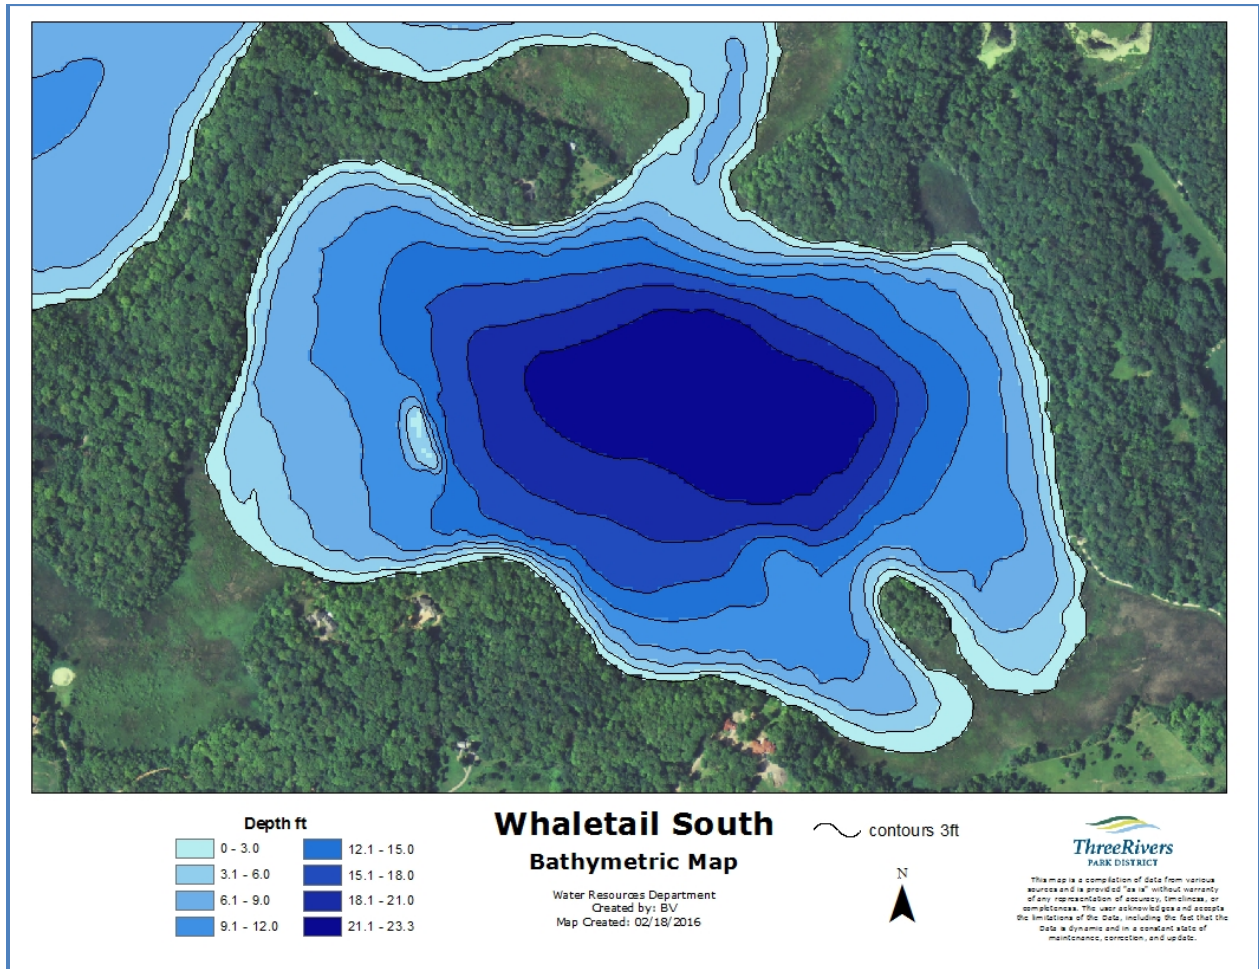 Depth ft
0 - 3.0
3.1 - 6.0
6.1 - 9.0
9.1 - 12.0
12.1 - 15.0
15.1 - 18.0
18.1 - 21.0
21.1 - 23.3
Whaletail South
Bathymetric Map
Water Resources Department
Created by: BV
Map Created: 02/18/2016
contours 3ft
N
ThreeRivers
PARK DISTRICT
This map is a compilation of data from various
sources and is provided "as is" without warranty
of any representation of accuracy, timeliness, or
completeness. The user acknowledges and accepts
the limitations of the Data, including the fact that the
Data is dynamic and in a constant state of
maintenance, correction, and update.